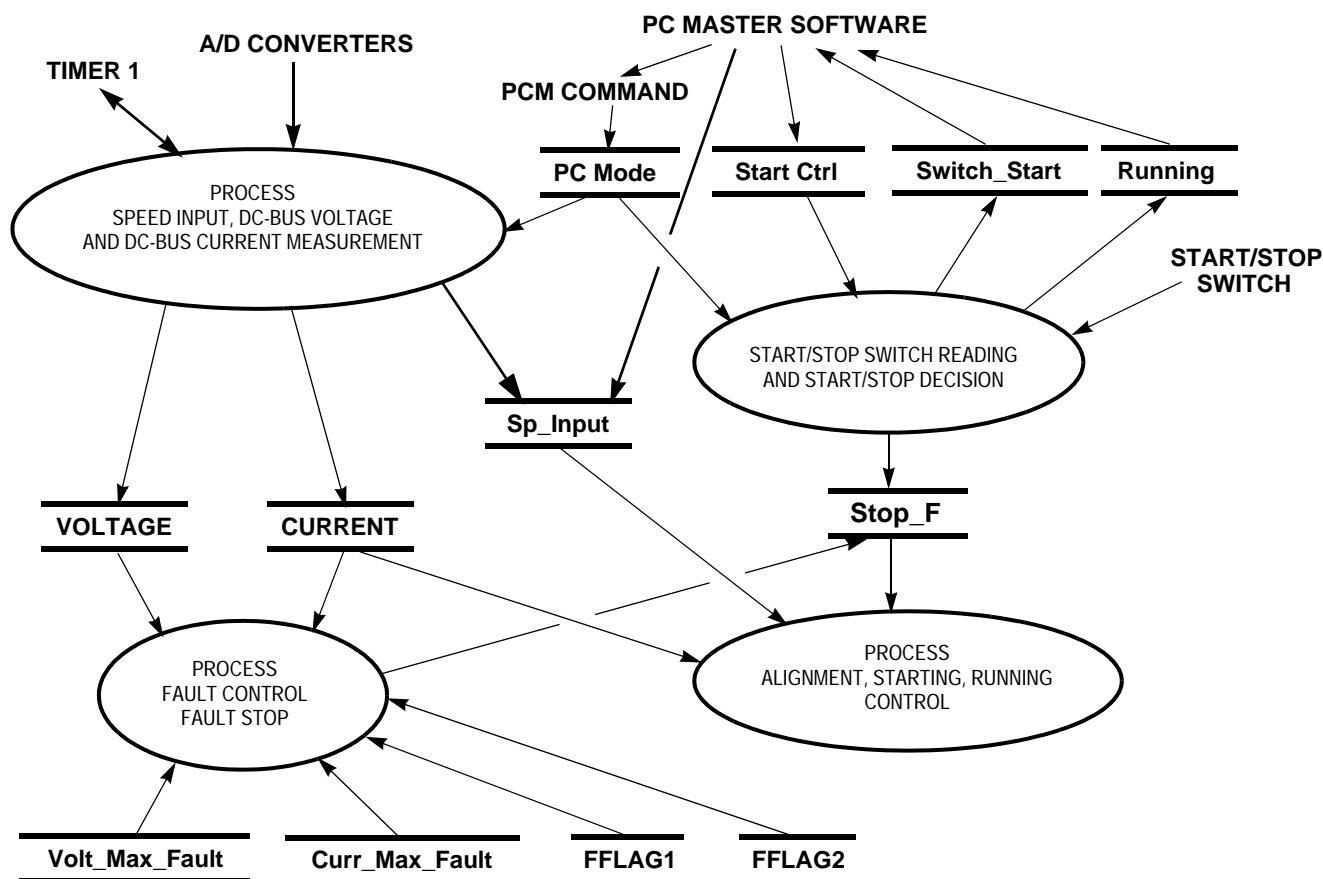 PC MASTER SOFTWARE
A/D CONVERTERS
TIMER 1
PCM COMMAND
PC Mode
Start Ctrl
Switch_Start
Running
PROCESS
SPEED INPUT, DC-BUS VOLTAGE
AND DC-BUS CURRENT MEASUREMENT
START/STOP
SWITCH
START/STOP SWITCH READING
AND START/STOP DECISION
Sp_Input
VOLTAGE
CURRENT
Stop_F
PROCESS
FAULT CONTROL
FAULT STOP
PROCESS
ALIGNMENT, STARTING, RUNNING
CONTROL
Volt_Max_Fault
Curr_Max_Fault
FFLAG1
FFLAG2